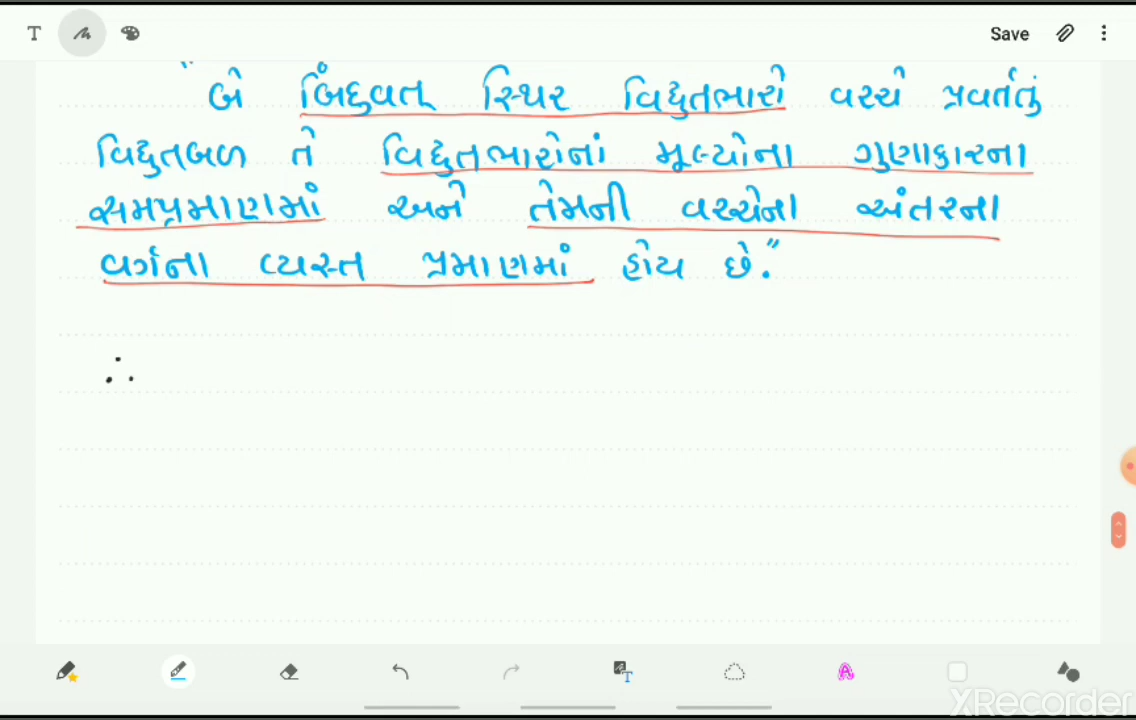 T
Save
"
બે બિંદુવત્ સ્થિર વિદ્યુતભારો વચ્ચે પ્રવર્તતું
વિદ્યુતબળ તે વિદ્યુતભારોનાં મૂલ્યોના ગુણાકારના
સમપ્રમાણમાં અને તેમની વચ્ચેના અંતરના
વર્ગના વ્યસ્ત પ્રમાણમાં હોય છે."
∴
XRecorder